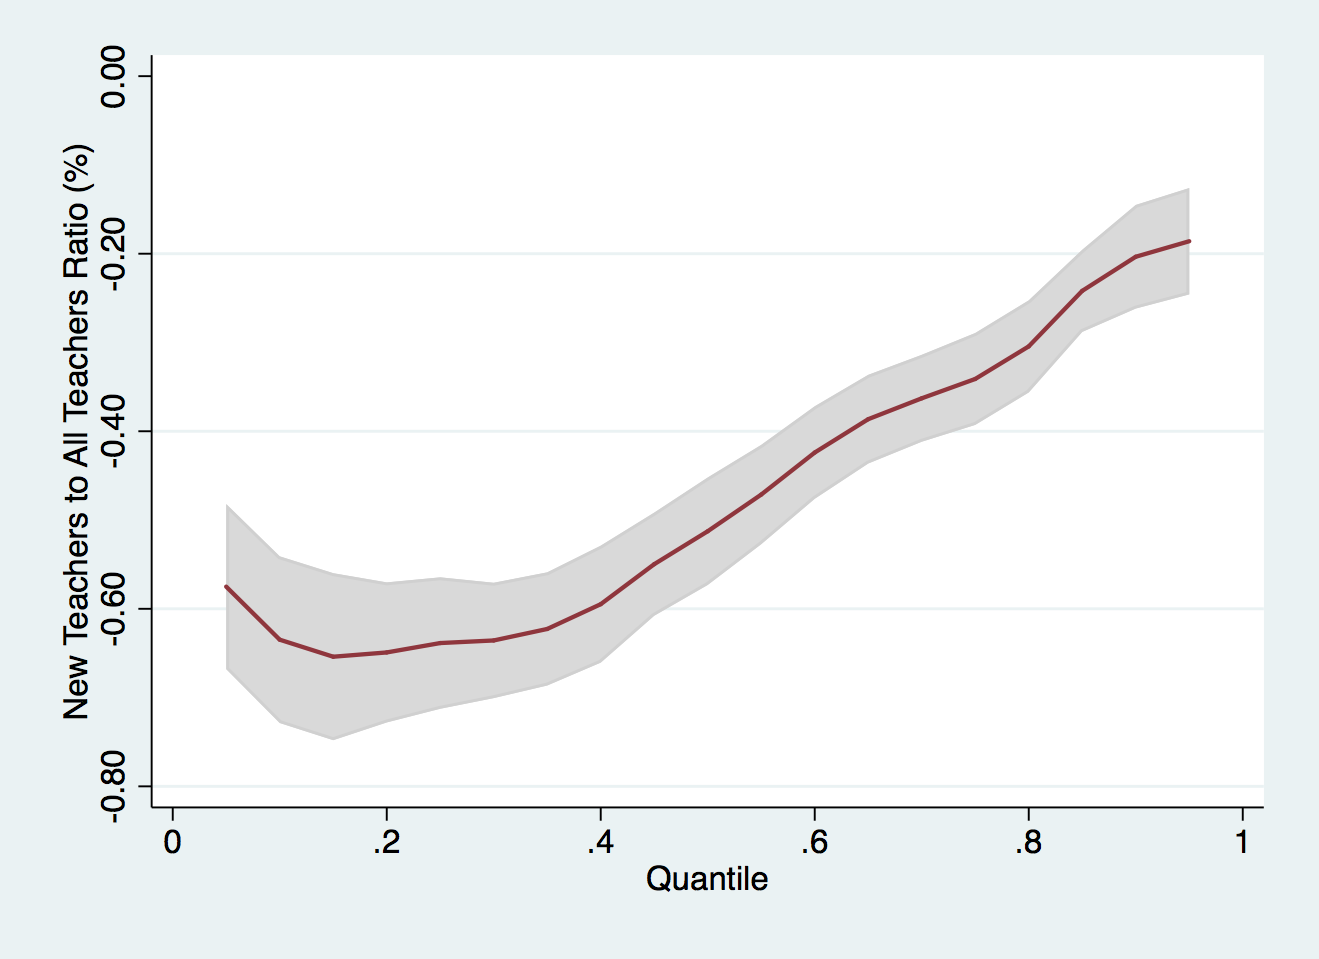 New Teachers to All Teachers Ratio (%)
0.00
-0.20
-0.40
-0.60
-0.80
0 .2 .4 .6 .8 1
Quantile